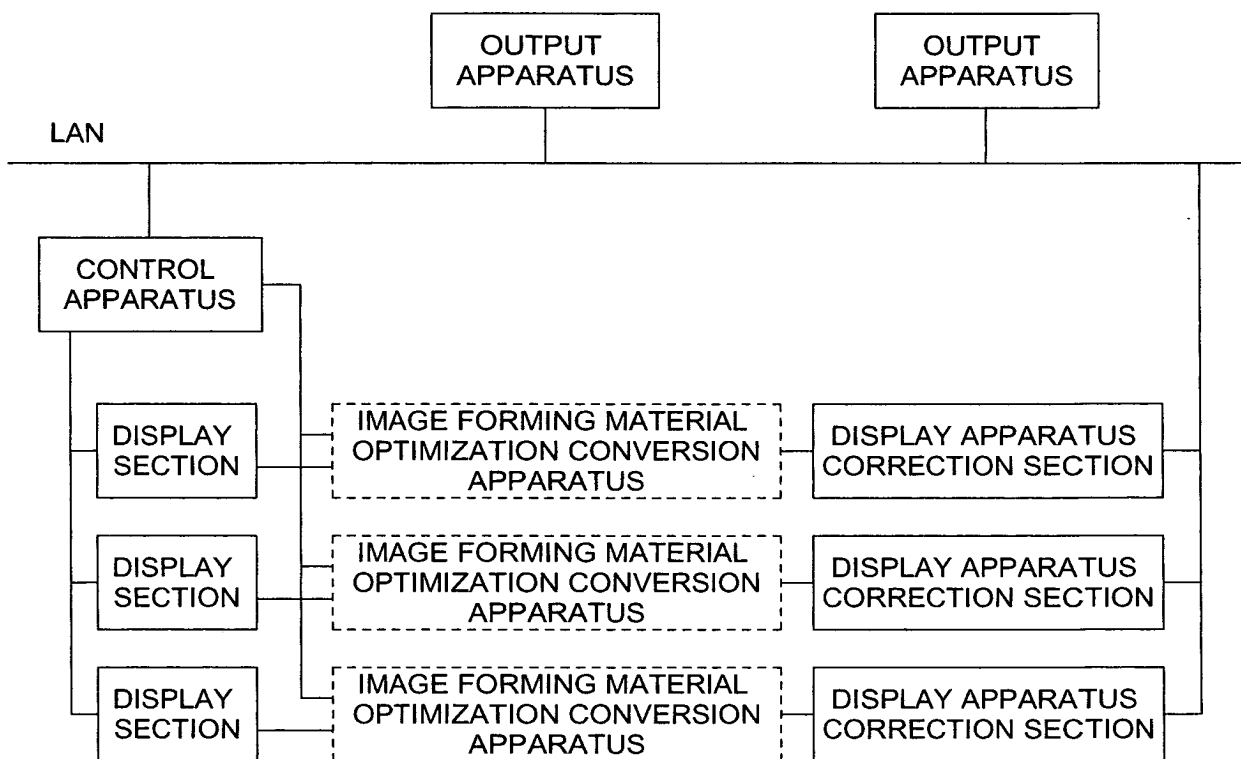 OUTPUT
APPARATUS
OUTPUT
APPARATUS
LAN
CONTROL
APPARATUS
DISPLAY
SECTION
IMAGE FORMING MATERIAL
OPTIMIZATION CONVERSION
APPARATUS
DISPLAY APPARATUS
CORRECTION SECTION
DISPLAY
SECTION
IMAGE FORMING MATERIAL
OPTIMIZATION CONVERSION
APPARATUS
DISPLAY APPARATUS
CORRECTION SECTION
DISPLAY
SECTION
IMAGE FORMING MATERIAL
OPTIMIZATION CONVERSION
APPARATUS
DISPLAY APPARATUS
CORRECTION SECTION